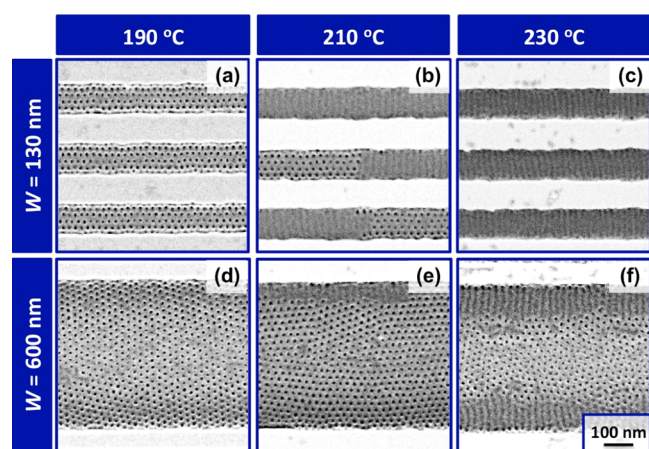 190 °C
210 °C
230 °C
W = 130 nm
(a)
(b)
(c)
W = 600 nm
(d)
(e)
(f)
100 nm